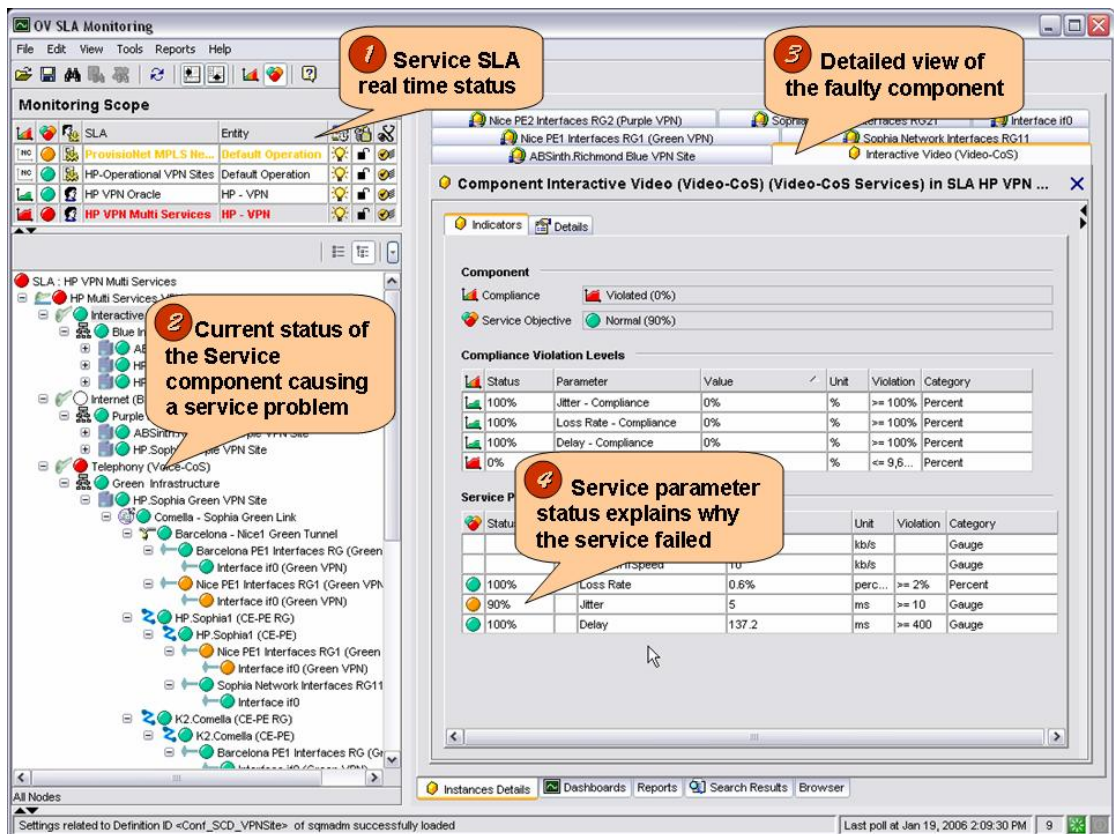 OV SLA Monitoring
File Edit View Tools Reports Help
1 Service SLA
real time status
3 Detailed view of
the faulty component
Monitoring Scope
SLA Entity
HC ProvisioNet MPLS Ne... Default Operation
HC HP-Operational VPN Sites Default Operation
HP VPN Oracle HP - VPN
HP VPN Multi Services HP - VPN
SLA : HP VPN Multi Services
HP Multi Services
Interactive
Blue
2 Current status of
the Service
component causing
a service problem
Internet
Purple
VPN Site
HP.Soph VPN Site
Telephony (Voice-CoS)
Green Infrastructure
HP.Sophia Green VPN Site
Comella - Sophia Green Link
Barcelona - Nice1 Green Tunnel
Barcelona PE1 Interfaces RG (Green
Interface if0 (Green VPN)
Nice PE1 Interfaces RG1 (Green VPN
Interface if0 (Green VPN)
HP.Sophia1 (CE-PE RG)
HP.Sophia1 (CE-PE)
Nice PE1 Interfaces RG1 (Green
Interface if0 (Green VPN)
Sophia Network Interfaces RG11
Interface if0
K2.Comella (CE-PE RG)
K2.Comella (CE-PE)
Barcelona PE1 Interfaces RG (Gr
All Nodes
Nice PE2 Interfaces RG2 (Purple VPN) Interfaces RG21 Interface if0
Nice PE1 Interfaces RG1 (Green VPN) Sophia Network Interfaces RG11
ABSinth.Richmond Blue VPN Site Interactive Video (Video-CoS)
Component Interactive Video (Video-CoS) (Video-CoS Services) in SLA HP VPN ...
Indicators Details
Component
Compliance Violated (0%)
Service Objective Normal (90%)
Compliance Violation Levels
Status Parameter Value Unit Violation Category
100% Jitter - Compliance 0% % >= 100% Percent
100% Loss Rate - Compliance 0% % >= 100% Percent
100% Delay - Compliance 0% % >= 100% Percent
0% % <= 9,6... Percent
4 Service parameter
status explains why
the service failed
Service P
Status Unit Violation Category
kb/s Gauge
10 kb/s Gauge
100% Loss Rate 0.6% perc... >= 2% Percent
90% Jitter 5 ms >= 10 Gauge
100% Delay 137.2 ms >= 400 Gauge
Instances Details Dashboards Reports Search Results Browser
Settings related to Definition ID <Conf_SCD_VPNSite> of sqmadm successfully loaded Last poll at Jan 19, 2006 2:09:30 PM 9